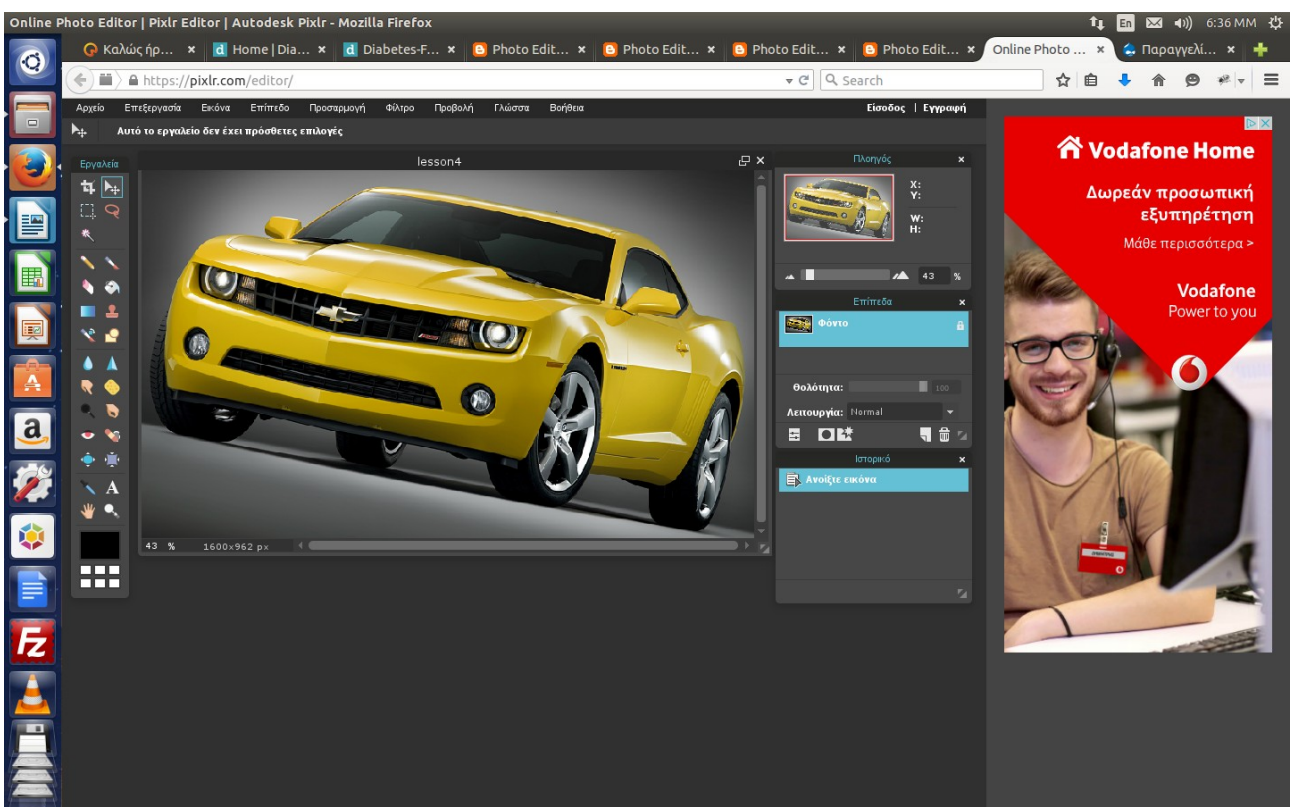 Online Photo Editor | Pixlr Editor | Autodesk Pixlr - Mozilla Firefox
En
6:36 ΜΜ
Καλώς ήρ...
Home | Dia...
Diabetes-F...
Photo Edit...
Photo Edit...
Photo Edit...
Photo Edit...
Online Photo ...
Παραγγελί...
https://pixlr.com/editor/
Search
Αρχείο Επεξεργασία Εικόνα Επίπεδο Προσαρμογή Φίλτρο Προβολή Γλώσσα Βοήθεια
Είσοδος | Εγγραφή
Αυτό το εργαλείο δεν έχει πρόσθετες επιλογές
Εργαλεία
A
lesson4
43 % 1600×962 px
Πλοηγός
X:
Y:
W:
H:
43 %
Επίπεδα
Φόντο
Θολότητα: 100
Λειτουργία: Normal
Ιστορικό
Ανοίξτε εικόνα
Vodafone Home
Δωρεάν προσωπική
εξυπηρέτηση
Μάθε περισσότερα >
Vodafone
Power to you
a
Fz